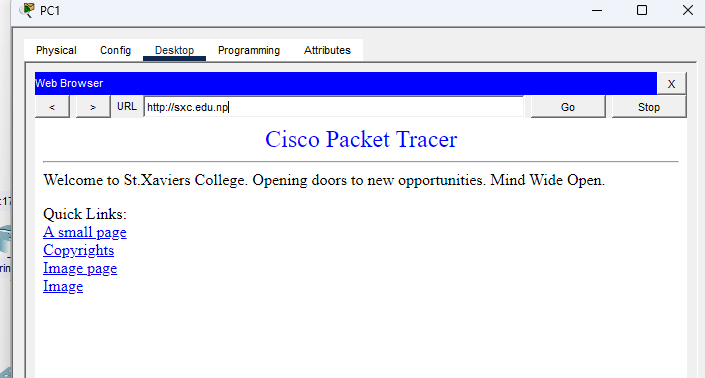 PC1
Physical Config Desktop Programming Attributes
Web Browser X
< > URL http://sxc.edu.np Go Stop
Cisco Packet Tracer
Welcome to St.Xaviers College. Opening doors to new opportunities. Mind Wide Open.
Quick Links:
A small page
Copyrights
Image page
Image